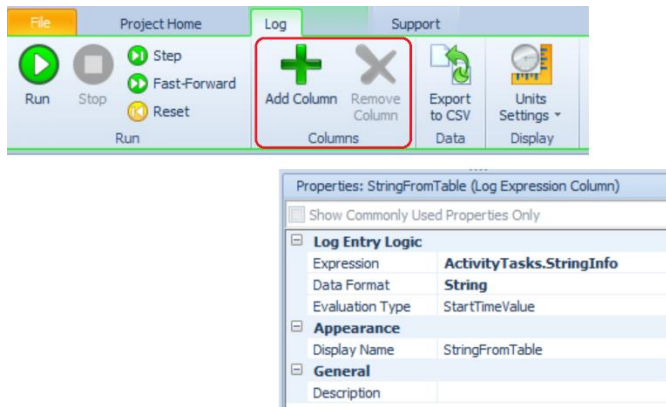 File Project Home Log Support
Run Stop Step Fast-Forward Reset Add Column Remove Column Export to CSV Units Settings
Run Columns Data Display
Properties: StringFromTable (Log Expression Column)
Show Commonly Used Properties Only
Log Entry Logic
Expression ActivityTasks.StringInfo
Data Format String
Evaluation Type StartTimeValue
Appearance
Display Name StringFromTable
General
Description